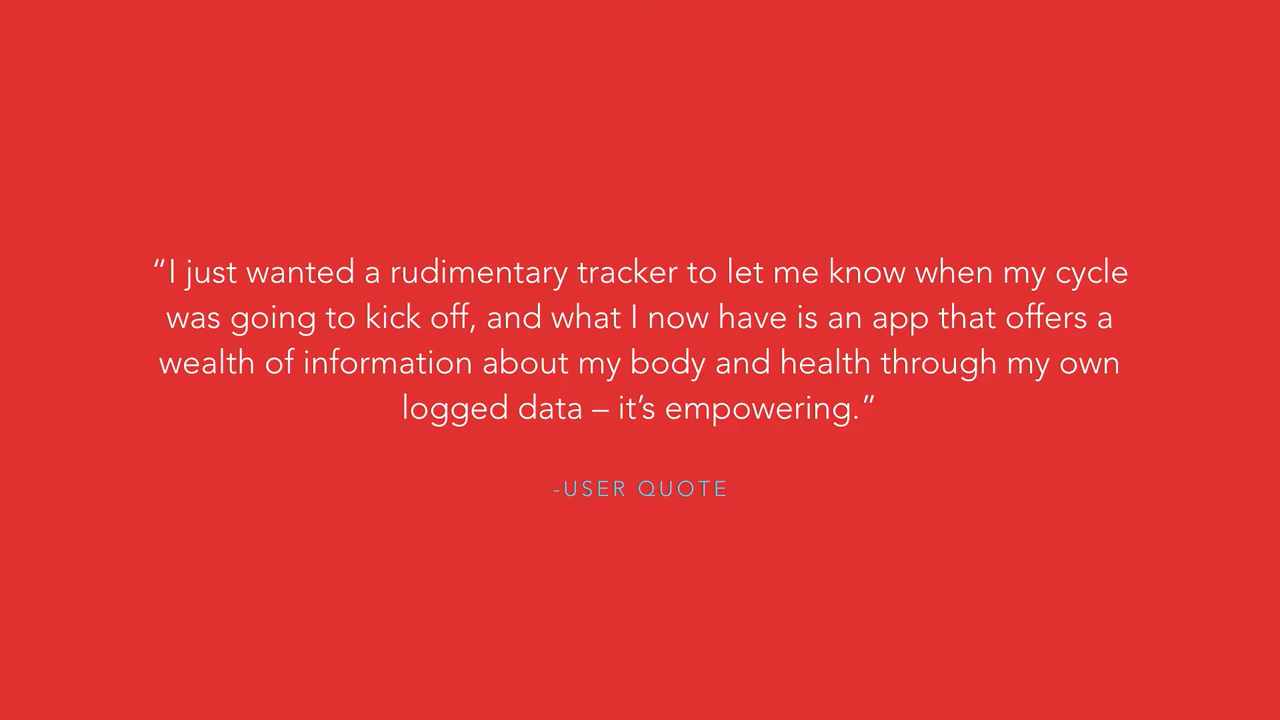 “I just wanted a rudimentary tracker to let me know when my cycle
was going to kick off, and what I now have is an app that offers a
wealth of information about my body and health through my own
logged data – it’s empowering.”
-USER QUOTE